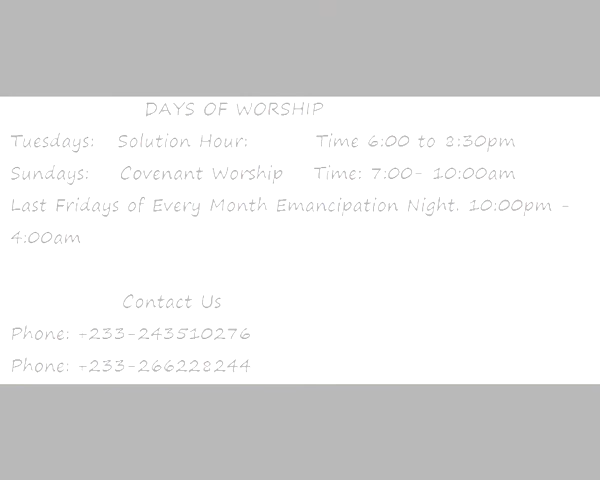 DAYS OF WORSHIP
Tuesdays: Solution Hour: Time 6:00 to 8:30pm
Sundays: Covenant Worship Time: 7:00- 10:00am
Last Fridays of Every Month Emancipation Night. 10:00pm -
4:00am
Contact Us
Phone: +233-243510276
Phone: +233-266228244